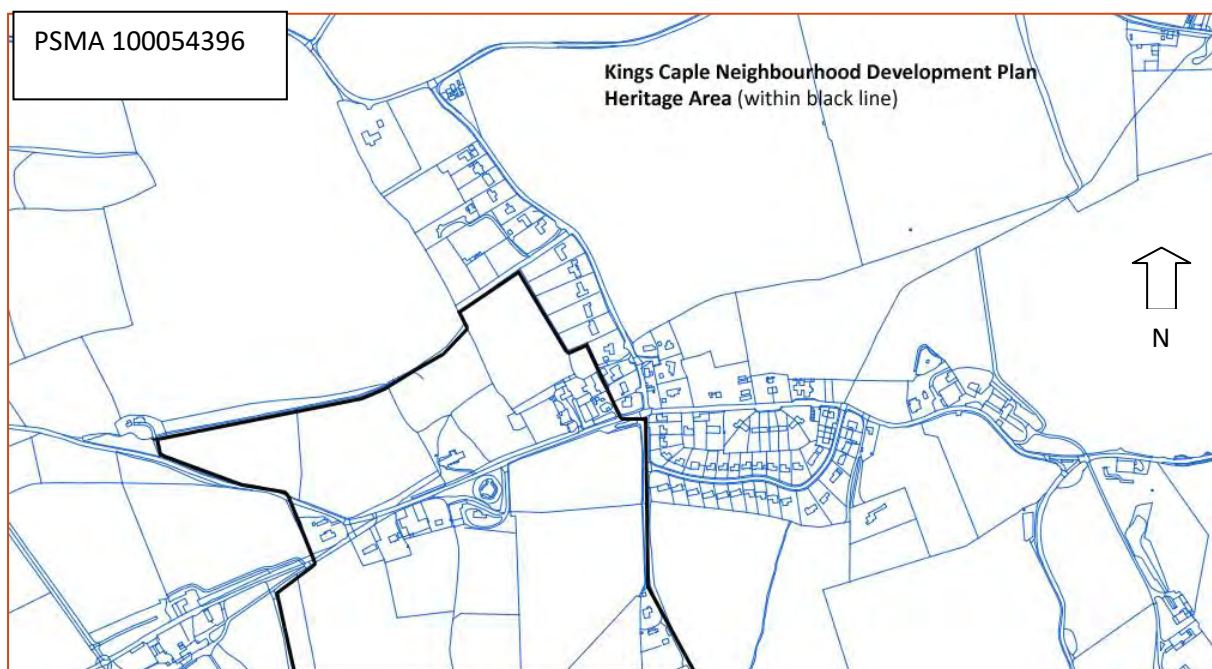 PSMA 100054396
Kings Caple Neighbourhood Development Plan
Heritage Area (within black line)
N